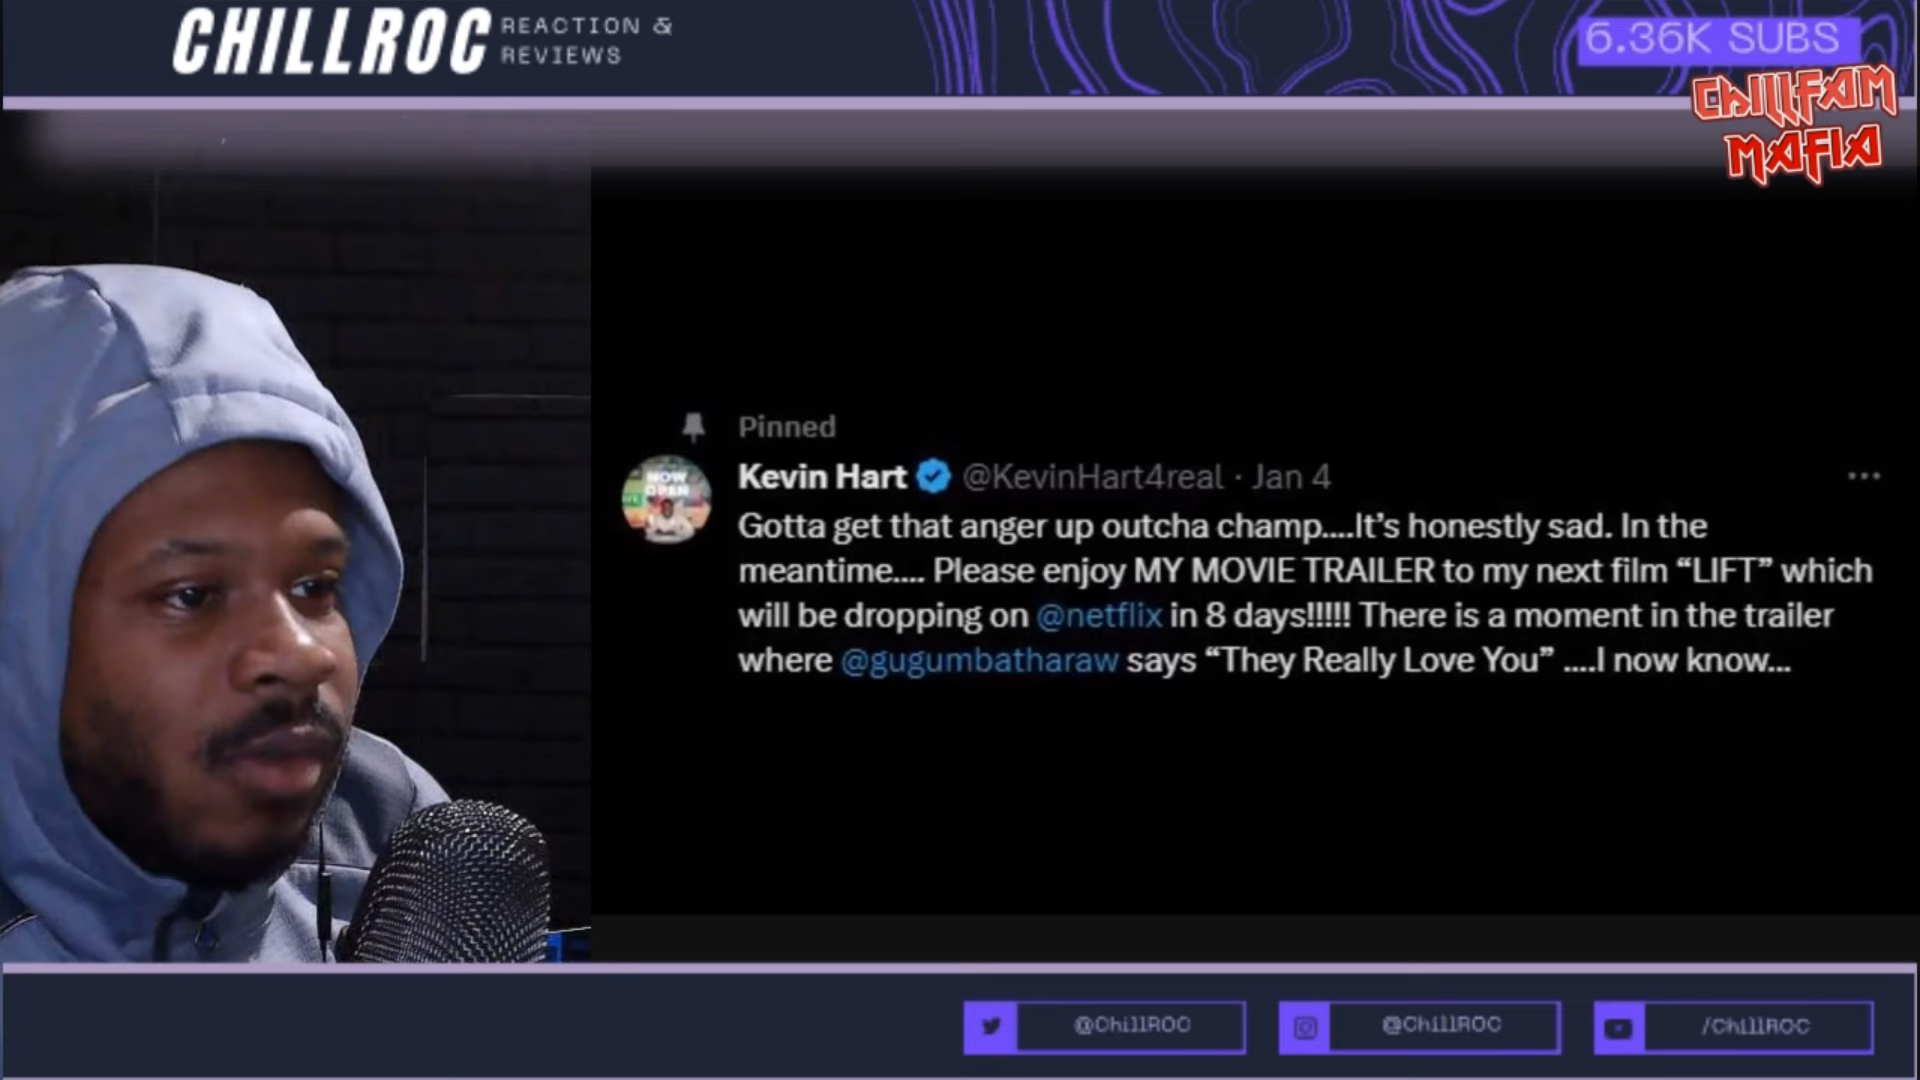 CHILLROC
REACTION &
REVIEWS
6.36K SUBS
ChillFAM
MAFIA
Pinned
Kevin Hart @KevinHart4real · Jan 4
Gotta get that anger up outcha champ....It’s honestly sad. In the
meantime.... Please enjoy MY MOVIE TRAILER to my next film “LIFT” which
will be dropping on @netflix in 8 days!!!!! There is a moment in the trailer
where @gugumbatharaw says “They Really Love You” ....I now know...
NOW
OPEN
@ChillROC
@ChillROC
/ChillROC